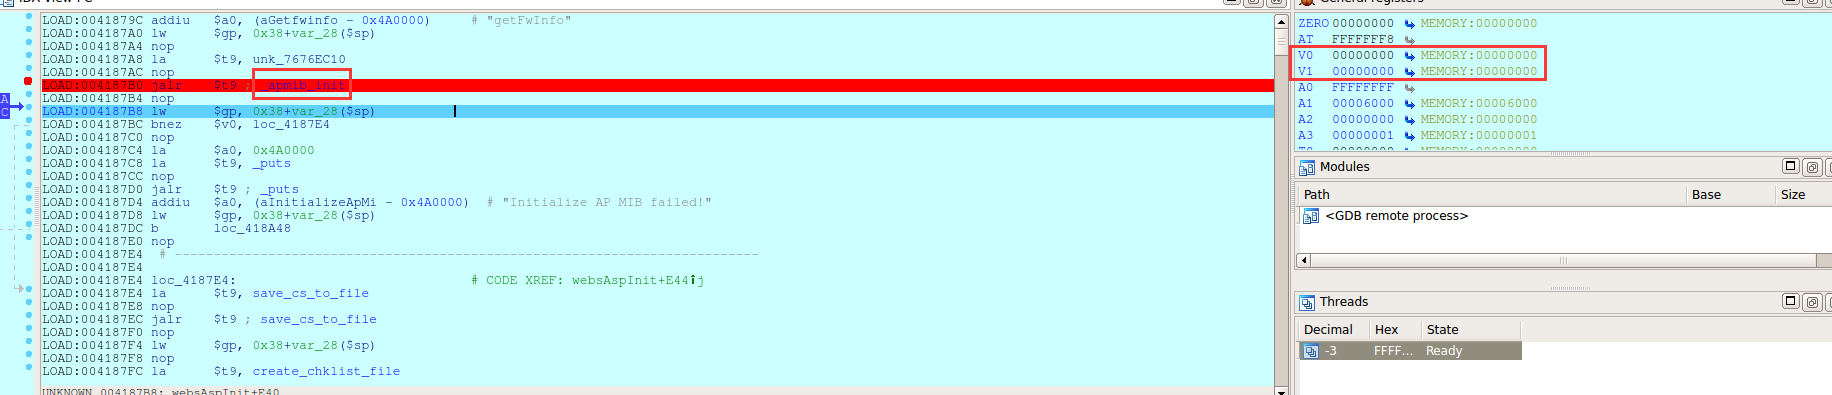 IDA View-PC
LOAD:0041879C addiu $a0, (aGetfwinfo - 0x4A0000) # "getFwInfo"
LOAD:004187A0 lw $gp, 0x38+var_28($sp)
LOAD:004187A4 nop
LOAD:004187A8 la $t9, unk_7676EC10
LOAD:004187AC nop
LOAD:004187B0 jalr $t9 ; _apmib_init
LOAD:004187B4 nop
LOAD:004187B8 lw $gp, 0x38+var_28($sp)
LOAD:004187BC bnez $v0, loc_4187E4
LOAD:004187C0 nop
LOAD:004187C4 la $a0, 0x4A0000
LOAD:004187C8 la $t9, _puts
LOAD:004187CC nop
LOAD:004187D0 jalr $t9 ; _puts
LOAD:004187D4 addiu $a0, (aInitializeApMi - 0x4A0000) # "Initialize AP MIB failed!"
LOAD:004187D8 lw $gp, 0x38+var_28($sp)
LOAD:004187DC b loc_418A48
LOAD:004187E0 nop
LOAD:004187E4 # ---------------------------------------------------------------------------
LOAD:004187E4
LOAD:004187E4 loc_4187E4: # CODE XREF: websAspInit+E44↑j
LOAD:004187E4 la $t9, save_cs_to_file
LOAD:004187E8 nop
LOAD:004187EC jalr $t9 ; save_cs_to_file
LOAD:004187F0 nop
LOAD:004187F4 lw $gp, 0x38+var_28($sp)
LOAD:004187F8 nop
LOAD:004187FC la $t9, create_chklist_file
UNKNOWN 004187B8: websAspInit+E40
A
C
General registers
ZERO 00000000 MEMORY:00000000
AT FFFFFFF8
V0 00000000 MEMORY:00000000
V1 00000000 MEMORY:00000000
A0 FFFFFFFF
A1 00006000 MEMORY:00006000
A2 00000000 MEMORY:00000000
A3 00000001 MEMORY:00000001
Modules
Path Base Size
<GDB remote process>
Threads
Decimal Hex State
-3 FFFF... Ready